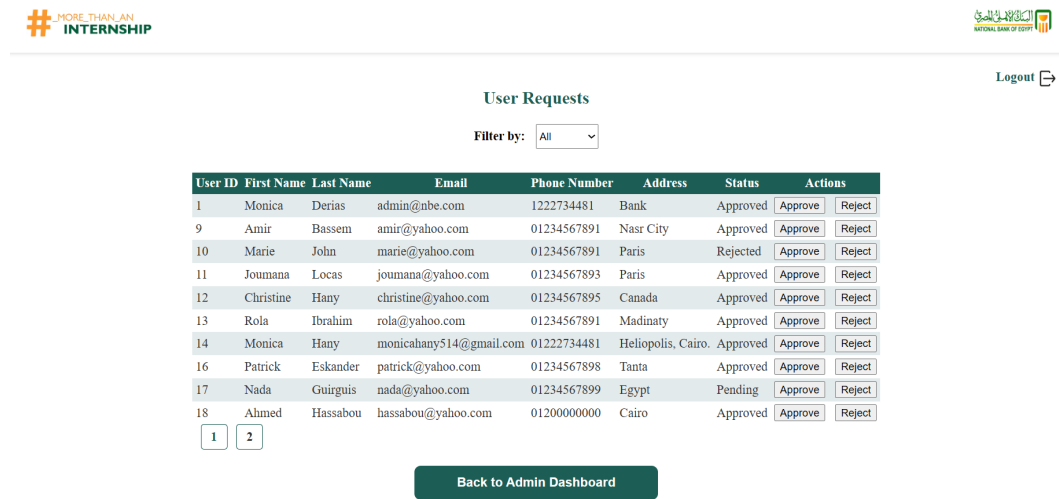 #MORE_THAN_AN
INTERNSHIP
البنك الأهلي المصري
NATIONAL BANK OF EGYPT
Logout
User Requests
Filter by: All
User ID First Name Last Name Email Phone Number Address Status Actions
1 Monica Derias admin@nbe.com 1222734481 Bank Approved Approve Reject
9 Amir Bassem amir@yahoo.com 01234567891 Nasr City Approved Approve Reject
10 Marie John marie@yahoo.com 01234567891 Paris Rejected Approve Reject
11 Joumana Locas joumana@yahoo.com 01234567893 Paris Approved Approve Reject
12 Christine Hany christine@yahoo.com 01234567895 Canada Approved Approve Reject
13 Rola Ibrahim rola@yahoo.com 01234567891 Madinaty Approved Approve Reject
14 Monica Hany monicahany514@gmail.com 01222734481 Heliopolis, Cairo. Approved Approve Reject
16 Patrick Eskander patrick@yahoo.com 01234567898 Tanta Approved Approve Reject
17 Nada Guirguis nada@yahoo.com 01234567899 Egypt Pending Approve Reject
18 Ahmed Hassabou hassabou@yahoo.com 01200000000 Cairo Approved Approve Reject
1 2
Back to Admin Dashboard